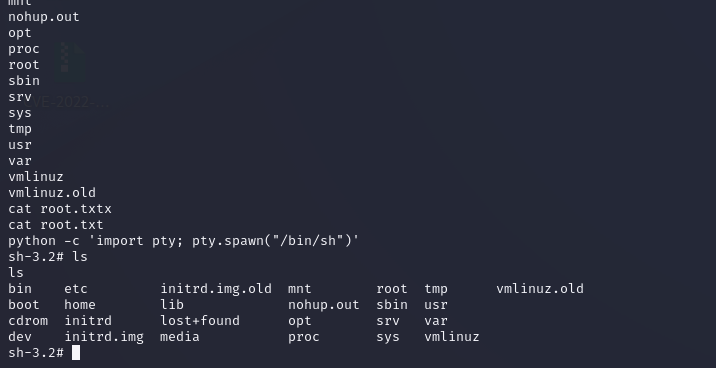 mnt
nohup.out
opt
proc
root
sbin
srv
sys
tmp
usr
var
vmlinuz
vmlinuz.old
cat root.txtx
cat root.txt
python -c 'import pty; pty.spawn("/bin/sh")'
sh-3.2# ls
ls
bin    etc         initrd.img.old  mnt        root  tmp      vmlinuz.old
boot   home        lib             nohup.out  sbin  usr
cdrom  initrd      lost+found      opt        srv   var
dev    initrd.img  media           proc       sys   vmlinuz
sh-3.2#